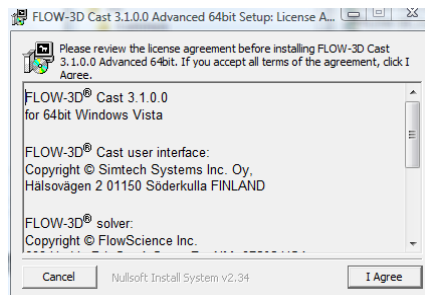 FLOW-3D Cast 3.1.0.0 Advanced 64bit Setup: License A...
Please review the license agreement before installing FLOW-3D Cast
3.1.0.0 Advanced 64bit. If you accept all terms of the agreement, click I
Agree.
FLOW-3D® Cast 3.1.0.0
for 64bit Windows Vista
FLOW-3D® Cast user interface:
Copyright © Simtech Systems Inc. Oy,
Hälsovägen 2 01150 Söderkulla FINLAND
FLOW-3D® solver:
Copyright © FlowScience Inc.
Cancel
Nullsoft Install System v2.34
I Agree